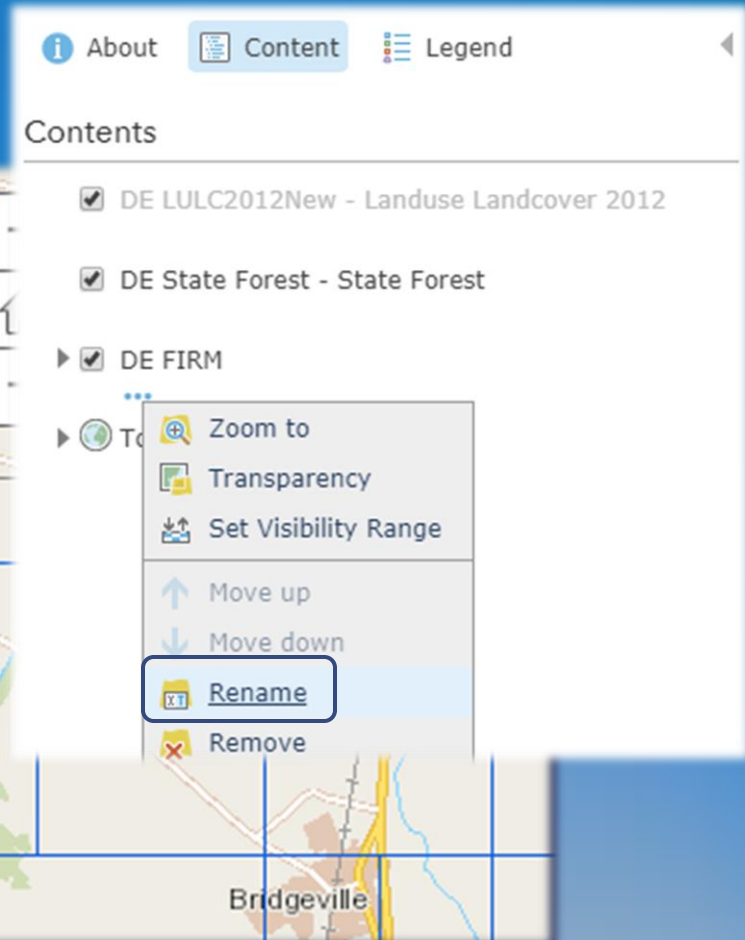 About Content Legend
Contents
DE LULC2012New - Landuse Landcover 2012
DE State Forest - State Forest
DE FIRM
Zoom to
Transparency
Set Visibility Range
Move up
Move down
Rename
Remove
Bridgeville